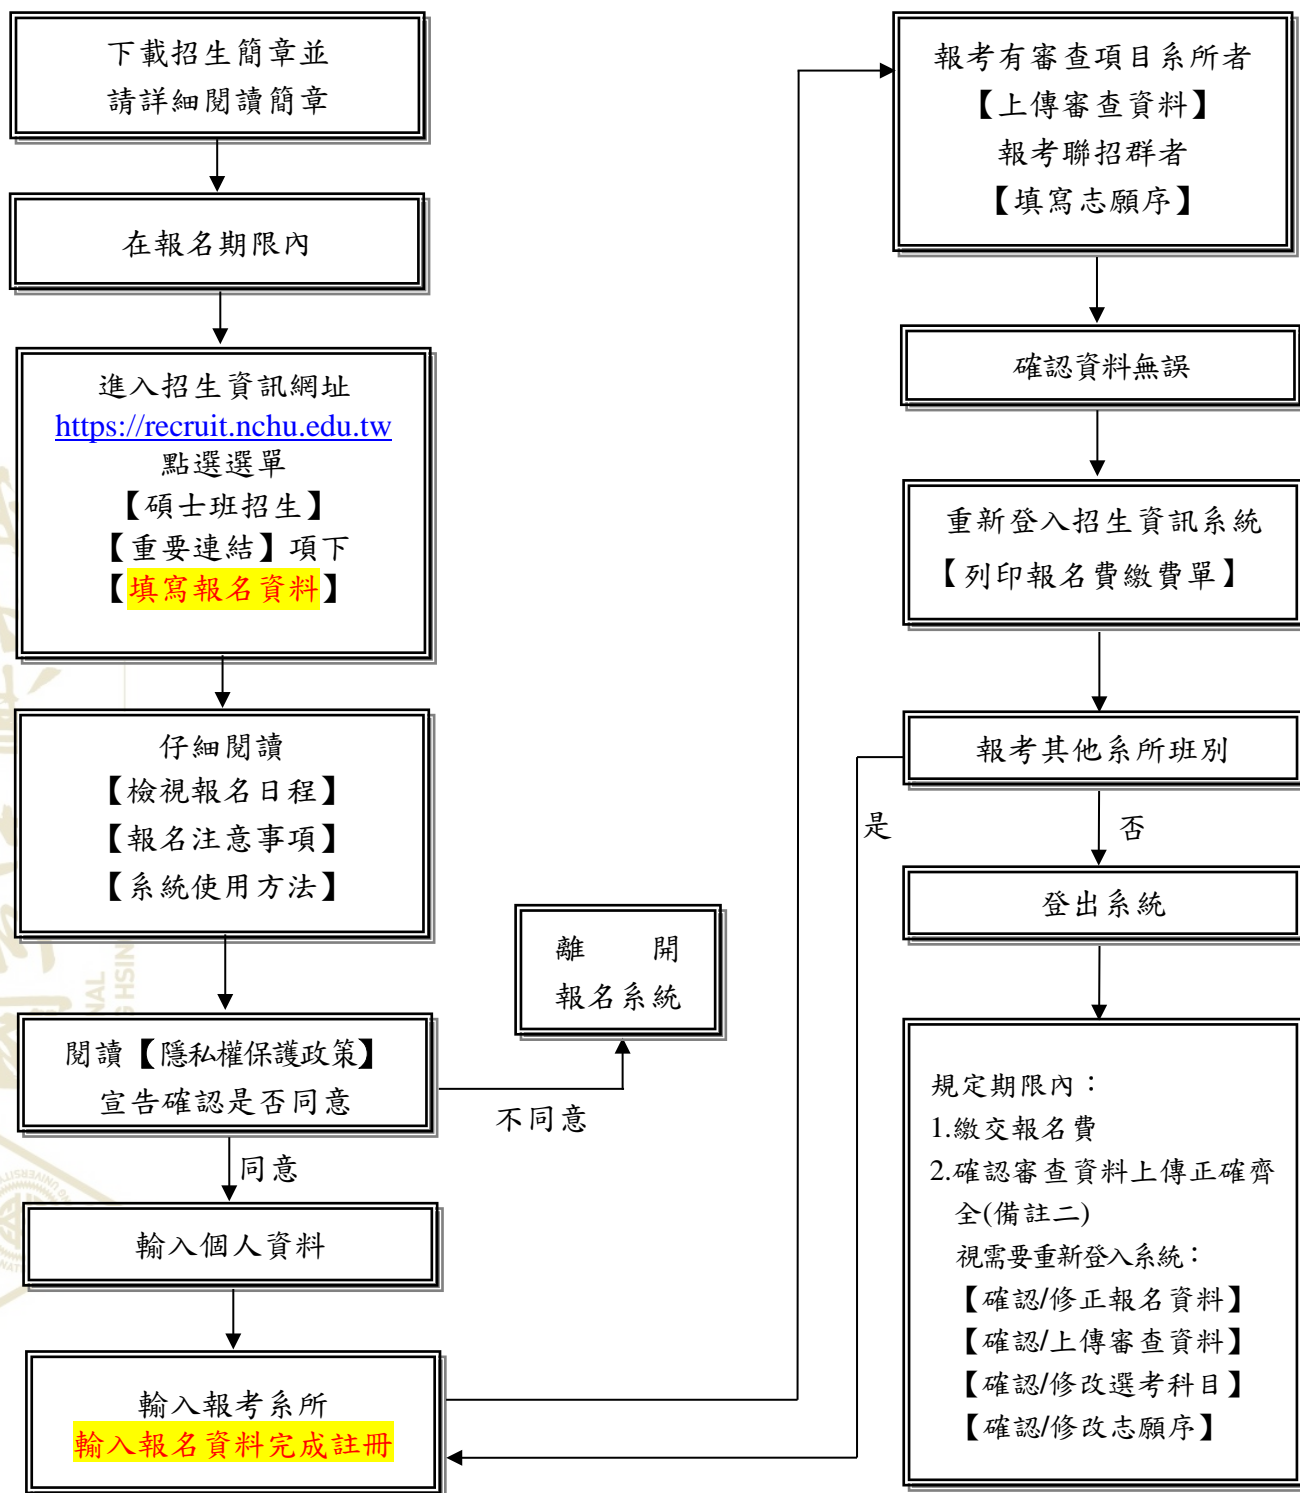 下載招生簡章並
請詳細閱讀簡章
在報名期限內
進入招生資訊網址
https://recruit.nchu.edu.tw
點選選單
【碩士班招生】
【重要連結】項下
【填寫報名資料】
仔細閱讀
【檢視報名日程】
【報名注意事項】
【系統使用方法】
閱讀【隱私權保護政策】
宣告確認是否同意
不同意
離 開
報名系統
同意
輸入個人資料
輸入報考系所
輸入報名資料完成註冊
報考有審查項目系所者
【上傳審查資料】
報考聯招群者
【填寫志願序】
確認資料無誤
重新登入招生資訊系統
【列印報名費繳費單】
報考其他系所班別
是
否
登出系統
規定期限內：
1.繳交報名費
2.確認審查資料上傳正確齊
全(備註二)
視需要重新登入系統：
【確認/修正報名資料】
【確認/上傳審查資料】
【確認/修改選考科目】
【確認/修改志願序】